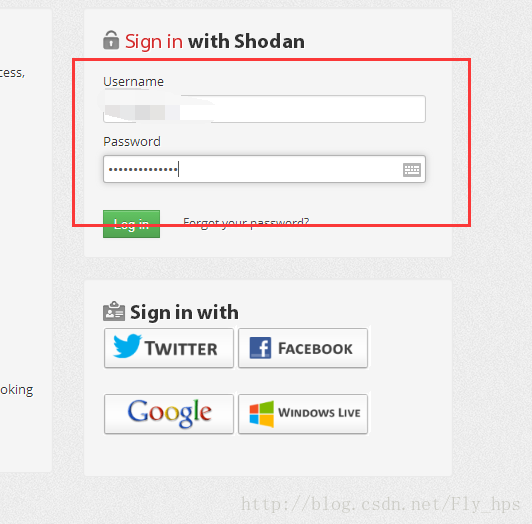 Sign in with Shodan
cess,
Username
Password
••••••••••••••
Log in Forgot your password?
Sign in with
TWITTER FACEBOOK
ooking
Google WINDOWS LIVE
http://blog.csdn.net/Fly_hps